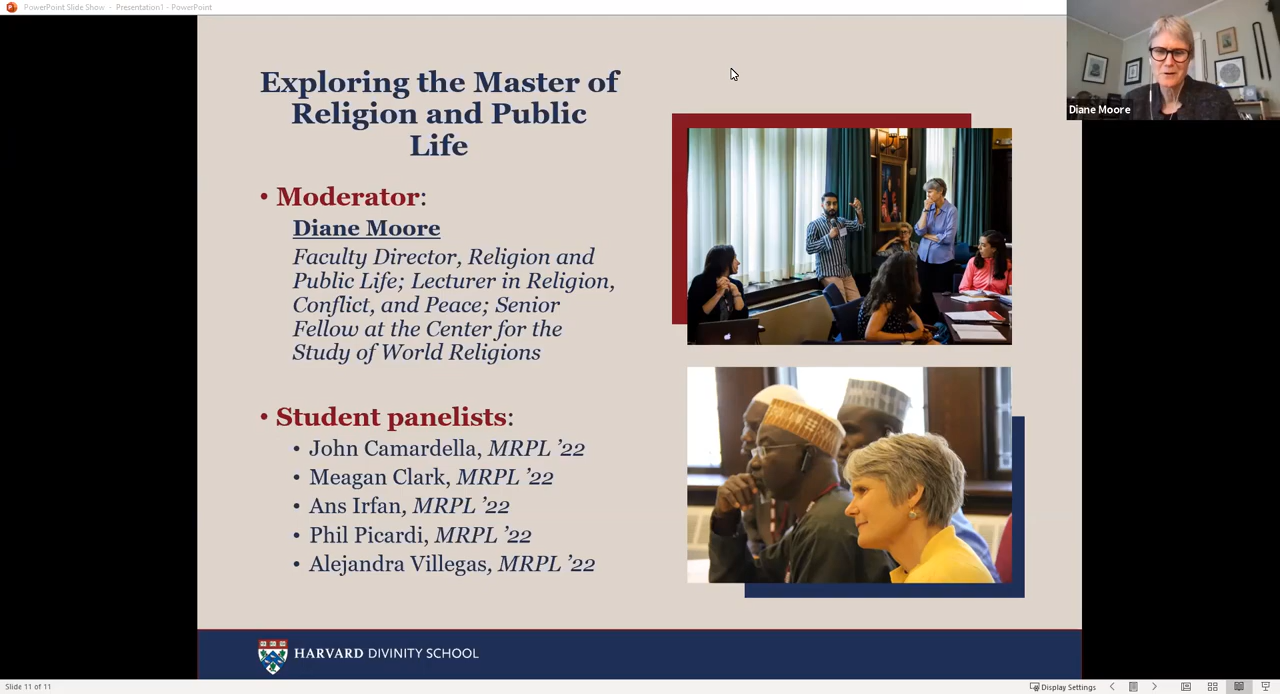 PowerPoint Slide Show - Presentation1 - PowerPoint
Exploring the Master of
Religion and Public
Life
• Moderator:
Diane Moore
Faculty Director, Religion and
Public Life; Lecturer in Religion,
Conflict, and Peace; Senior
Fellow at the Center for the
Study of World Religions
• Student panelists:
• John Camardella, MRPL ’22
• Meagan Clark, MRPL ’22
• Ans Irfan, MRPL ’22
• Phil Picardi, MRPL ’22
• Alejandra Villegas, MRPL ’22
Diane Moore
HARVARD DIVINITY SCHOOL
Slide 11 of 11
Display Settings